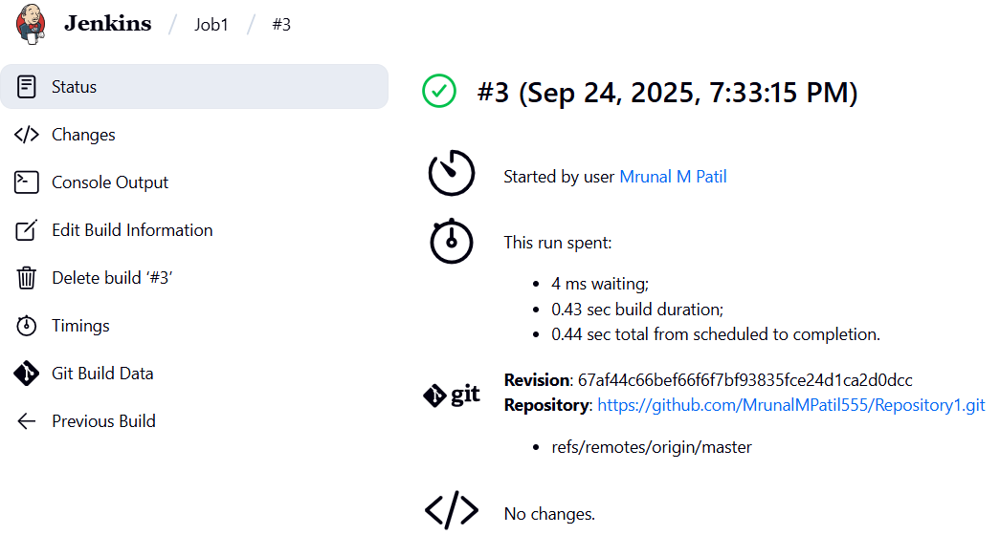 Jenkins / Job1 / #3
Status
Changes
Console Output
Edit Build Information
Delete build ‘#3’
Timings
Git Build Data
Previous Build
#3 (Sep 24, 2025, 7:33:15 PM)
Started by user Mrunal M Patil
This run spent:
• 4 ms waiting;
• 0.43 sec build duration;
• 0.44 sec total from scheduled to completion.
git
Revision: 67af44c66bef66f6f7bf93835fce24d1ca2d0dcc
Repository: https://github.com/MrunalMPatil555/Repository1.git
• refs/remotes/origin/master
No changes.